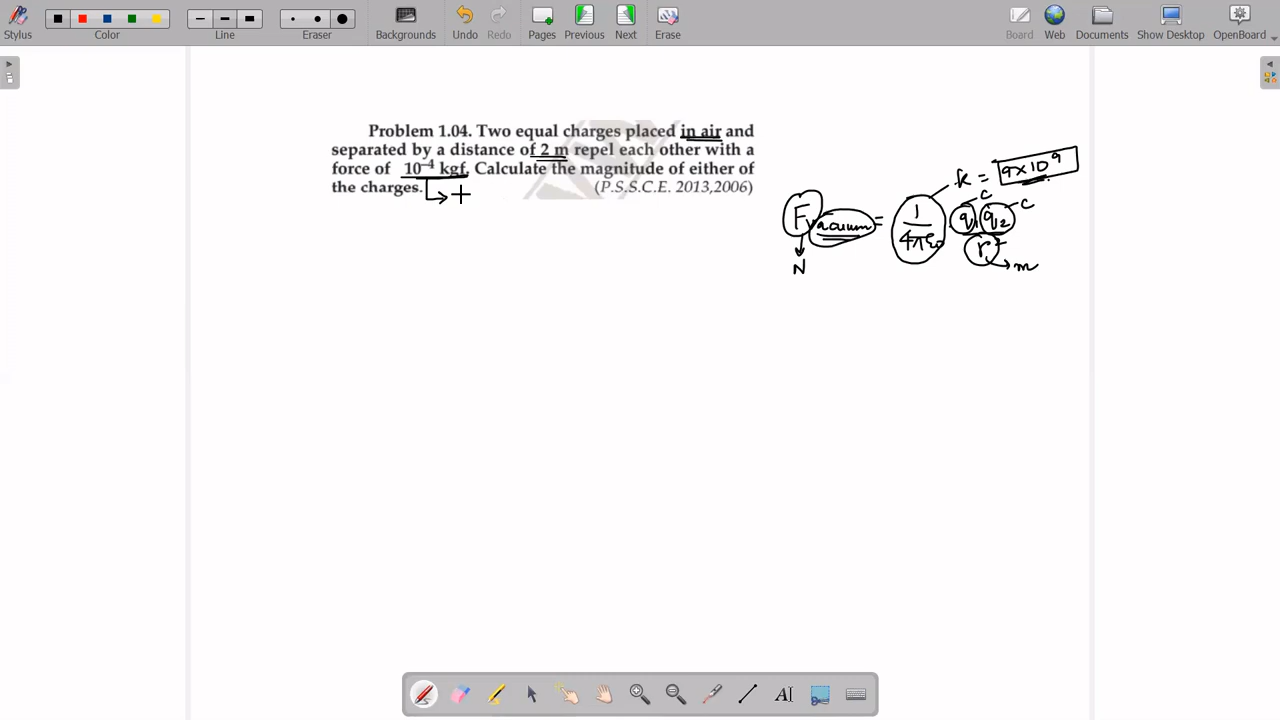 Stylus Color Line Eraser Backgrounds Undo Redo Pages Previous Next Erase Board Web Documents Show Desktop OpenBoard
Problem 1.04. Two equal charges placed in air and
separated by a distance of 2 m repel each other with a
force of 10⁻⁴ kgf. Calculate the magnitude of either of
the charges. (P.S.S.C.E. 2013,2006)
k = 9×10⁹
C C
Fvacuum = 1/4πε₀ q₁q₂/r²
N m
AI